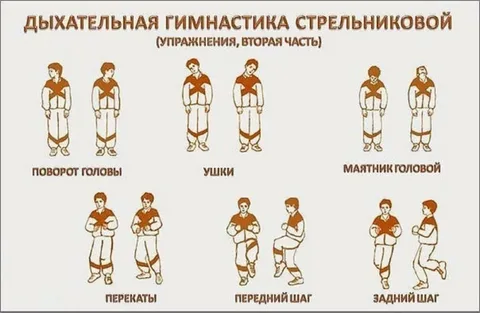 ДЫХАТЕЛЬНАЯ ГИМНАСТИКА СТРЕЛЬНИКОВОЙ
(УПРАЖНЕНИЯ, ВТОРАЯ ЧАСТЬ)
ПОВОРОТ ГОЛОВЫ
УШКИ
МАЯТНИК ГОЛОВОЙ
ПЕРЕКАТЫ
ПЕРЕДНИЙ ШАГ
ЗАДНИЙ ШАГ